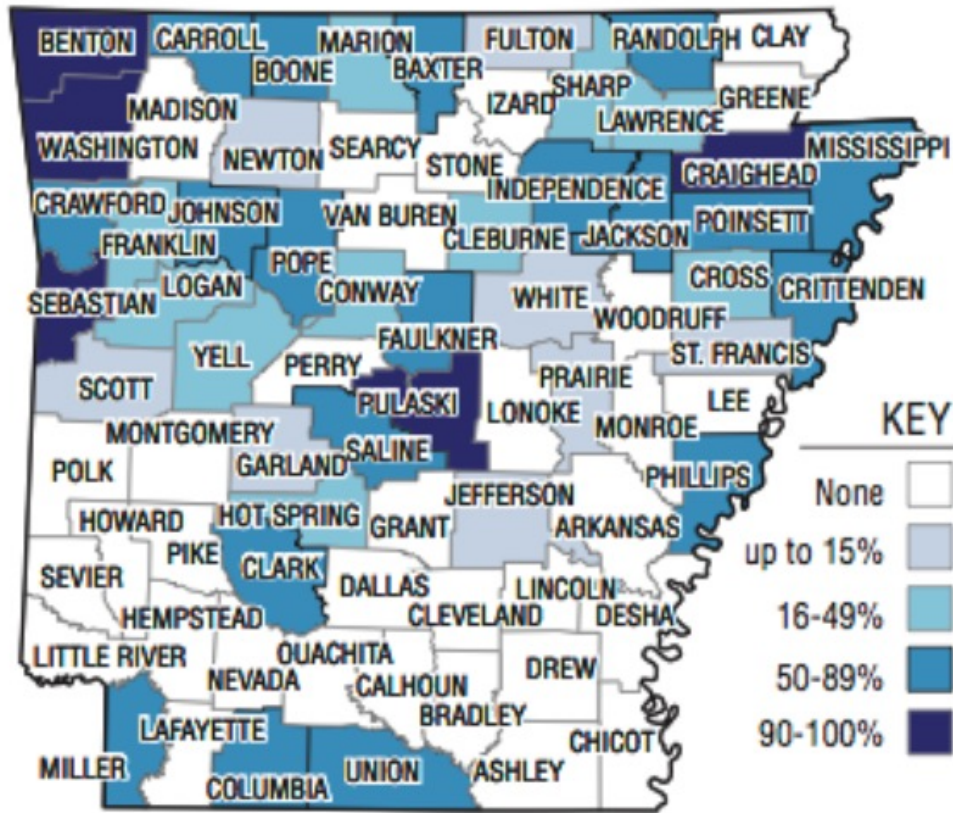 BENTON
CARROLL
BOONE
MARION
BAXTER
FULTON
RANDOLPH
CLAY
MADISON
IZARD
SHARP
LAWRENCE
GREENE
WASHINGTON
NEWTON
SEARCY
STONE
INDEPENDENCE
CRAIGHEAD
MISSISSIPPI
CRAWFORD
JOHNSON
VAN BUREN
CLEBURNE
JACKSON
POINSETT
FRANKLIN
POPE
SEBASTIAN
LOGAN
CONWAY
WHITE
CROSS
CRITTENDEN
WOODRUFF
FAULKNER
YELL
PERRY
ST. FRANCIS
SCOTT
PULASKI
PRAIRIE
LONOKE
MONROE
LEE
MONTGOMERY
GARLAND
SALINE
POLK
PHILLIPS
JEFFERSON
HOT SPRING
GRANT
ARKANSAS
HOWARD
PIKE
CLARK
SEVIER
DALLAS
LINCOLN
CLEVELAND
DESHA
HEMPSTEAD
LITTLE RIVER
NEVADA
OUACHITA
CALHOUN
DREW
BRADLEY
LAFAYETTE
CHICOT
MILLER
COLUMBIA
UNION
ASHLEY
KEY
None
up to 15%
16-49%
50-89%
90-100%